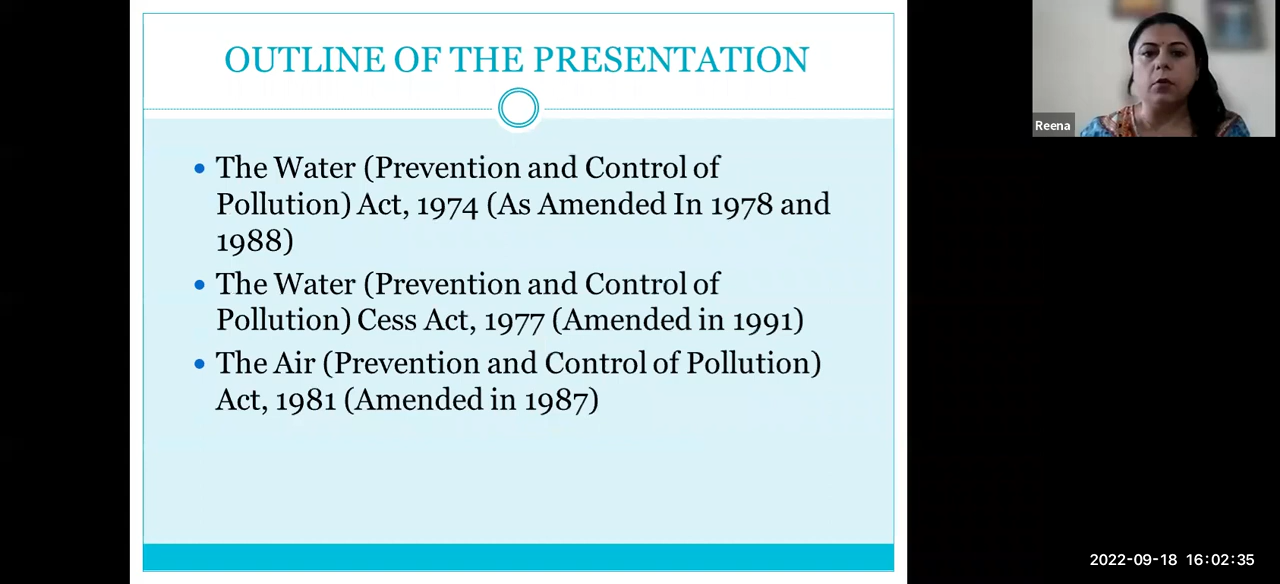 OUTLINE OF THE PRESENTATION
The Water (Prevention and Control of
Pollution) Act, 1974 (As Amended In 1978 and
1988)
The Water (Prevention and Control of
Pollution) Cess Act, 1977 (Amended in 1991)
The Air (Prevention and Control of Pollution)
Act, 1981 (Amended in 1987)
Reena
2022-09-18 16:02:35